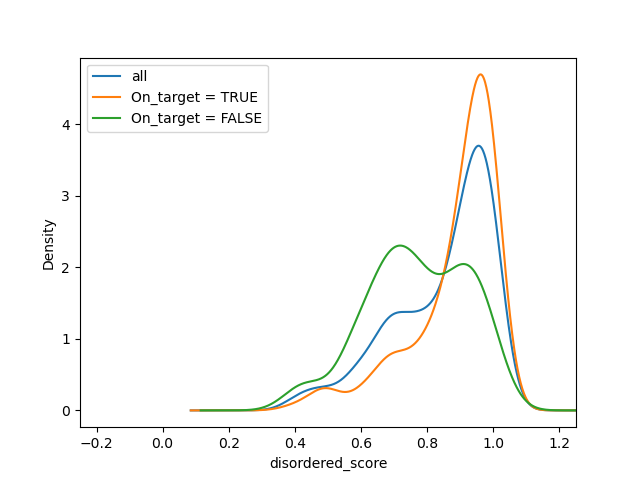 all
On_target = TRUE
On_target = FALSE
Density
4
3
2
1
0
−0.2
0.0
0.2
0.4
0.6
0.8
1.0
1.2
disordered_score